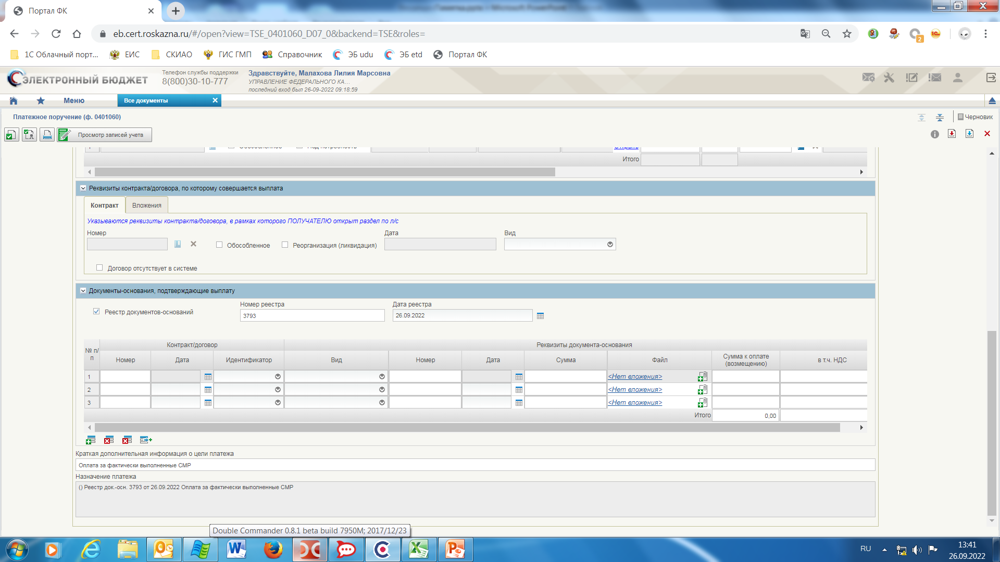 Портал ФК
eb.cert.roskazna.ru/#/open?view=TSE_0401060_D07_0&backend=TSE&roles=
2
1С Облачный порт... ЕИС СКИАО ГИС ГМП Справочник ЭБ udu ЭБ etd Портал ФК
ЭЛЕКТРОННЫЙ БЮДЖЕТ
Телефон службы поддержки
8(800)30-10-777
Здравствуйте, Малахова Лилия Марсовна
УПРАВЛЕНИЕ ФЕДЕРАЛЬНОГО КА...
последний вход был 26-09-2022 09:18:59
Меню Все документы
Платежное поручение (ф. 0401060) Черновик
Просмотр записей учета
Открыть
Итого
Реквизиты контракта/договора, по которому совершается выплата
Контракт Вложения
Указываются реквизиты контракта/договора, в рамках которого ПОЛУЧАТЕЛЮ открыт раздел по л/с
Номер Дата Вид
Обособленное Реорганизация (ликвидация)
Договор отсутствует в системе
Документы-основания, подтверждающие выплату
Номер реестра Дата реестра
Реестр документов-оснований 3793 26.09.2022
№ п/п Контракт/договор Реквизиты документа-основания
Номер Дата Идентификатор Вид Номер Дата Сумма Файл Сумма к оплате (возмещению) в т.ч. НДС
1 <Нет вложения>
2 <Нет вложения>
3 <Нет вложения>
Итого 0,00
Краткая дополнительная информация о цели платежа
Оплата за фактически выполненные СМР
Назначение платежа
() Реестр док.-осн. 3793 от 26.09.2022 Оплата за фактически выполненные СМР
Double Commander 0.8.1 beta build 7950M; 2017/12/23
RU 13:41
26.09.2022